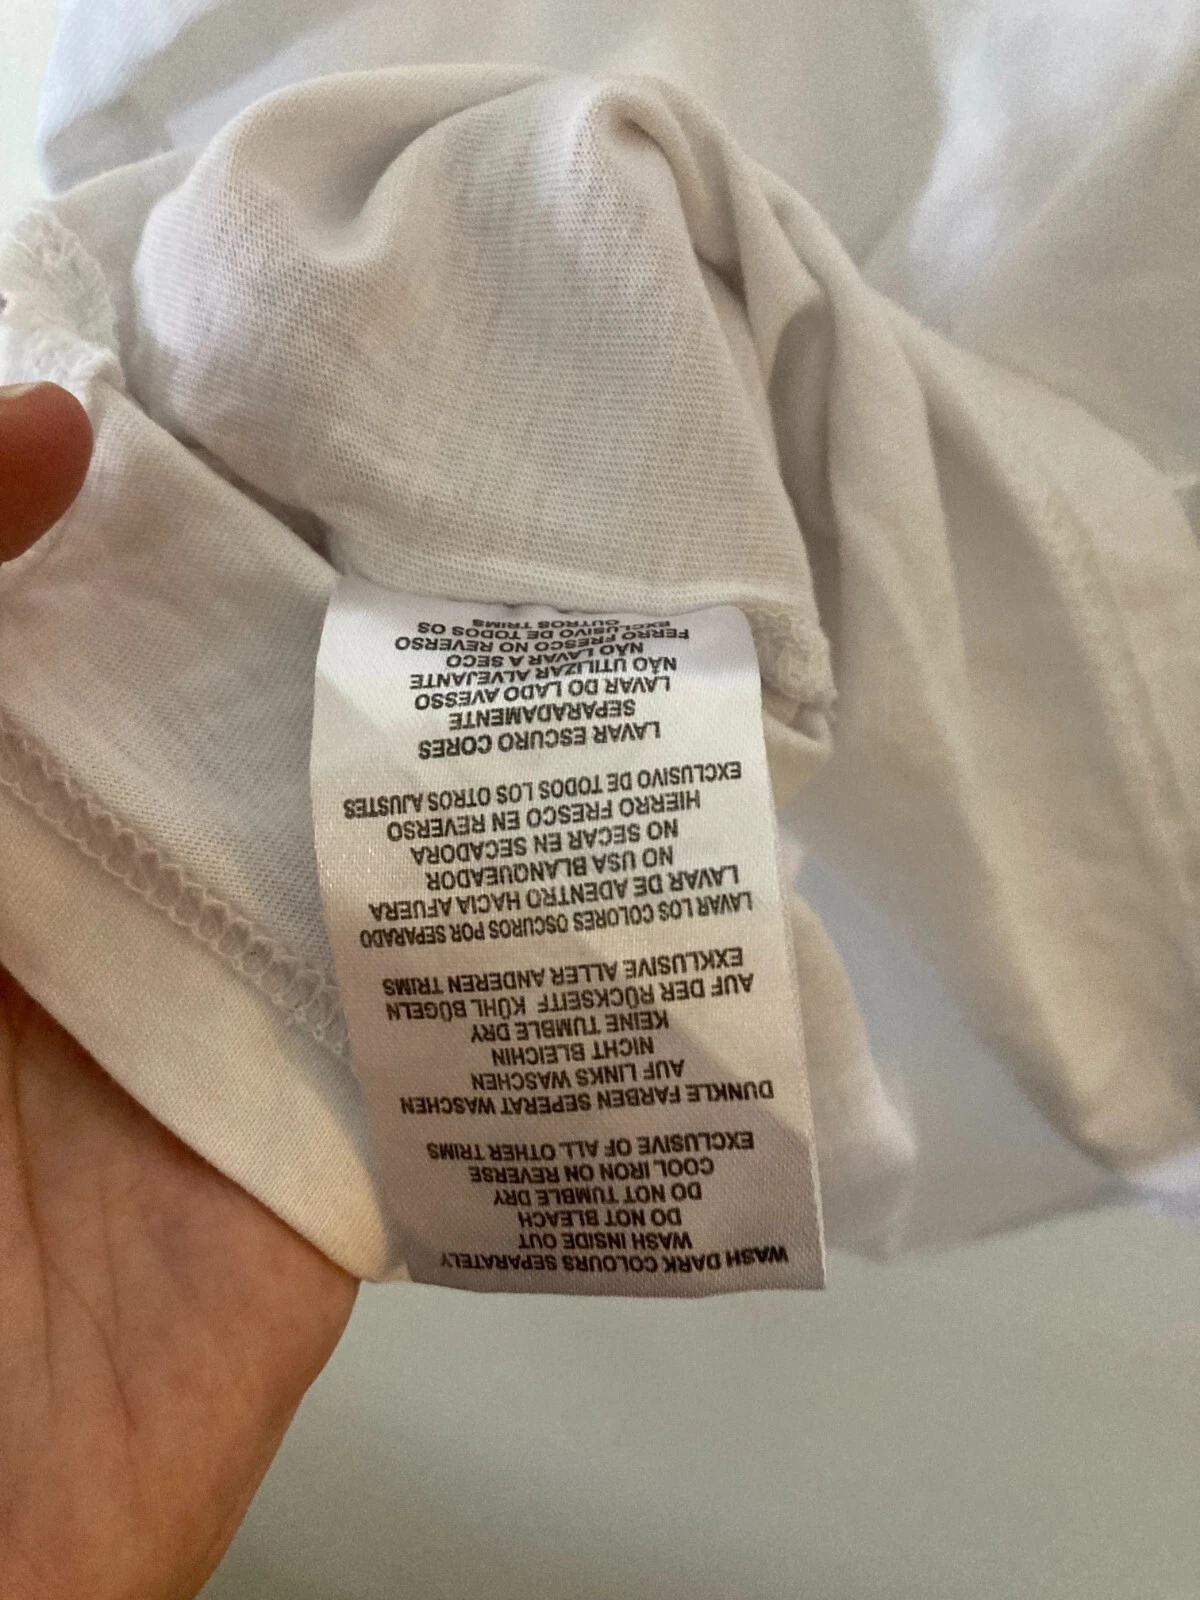 WASH DARK COLOURS SEPARATELY
WASH INSIDE OUT
DO NOT BLEACH
DO NOT TUMBLE DRY
COOL IRON ON REVERSE
EXCLUSIVE OF ALL OTHER TRIMS
DUNKLE FARBEN SEPERAT WASCHEN
AUF LINKS WASCHEN
NICHT BLEICHIN
KEINE TUMBLE DRY
AUF DER RÜCKSEITF KÜHL BÜGELN
EXKLUSIVE ALLER ANDEREN TRIMS
LAVAR LOS COLORES OSCUROS POR SEPARADO
LAVAR DE ADENTRO HACIA AFUERA
NO USA BLANQUEADOR
NO SECAR EN SECADORA
HIERRO FRESCO EN REVERSO
EXCLUSIVO DE TODOS LOS OTROS AJUSTES
LAVAR ESCURO CORES
SEPARADAMENTE
LAVAR DO LADO AVESSO
NÃO UTILIZAR ALVEJANTE
NÃO LAVAR A SECO
FERRO FRESCO NO REVERSO
EXCLUSIVO DE TODOS OS
OUTROS TRIMS